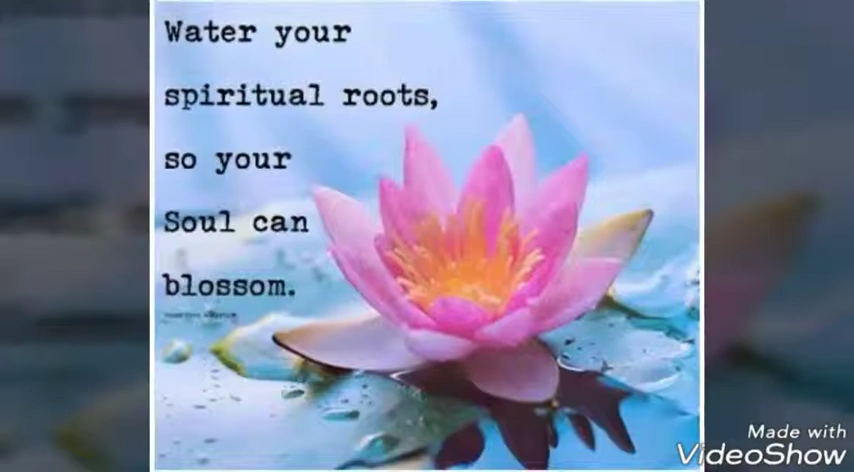 Water your
spiritual roots,
so your
Soul can
blossom.
Made with
VideoShow